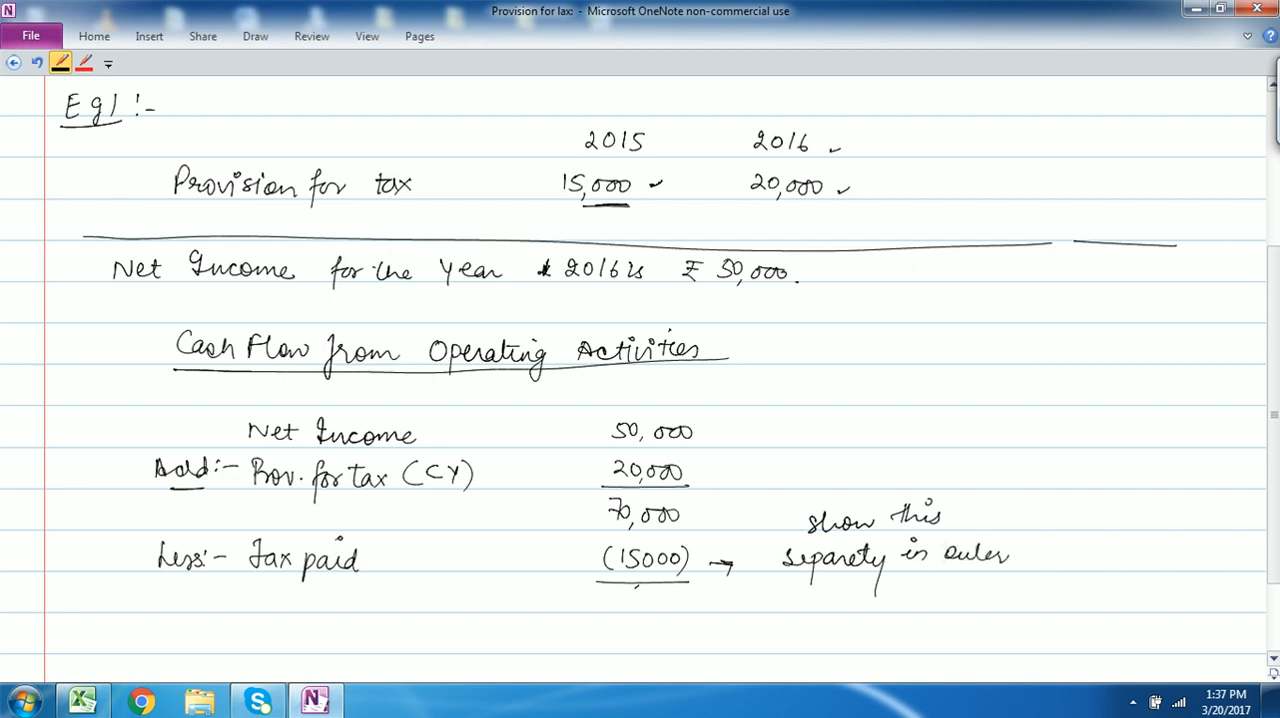 Provision for tax: - Microsoft OneNote non-commercial use
File Home Insert Share Draw Review View Pages
Eg1 :-
2015 2016
Provision for tax 15,000 20,000
Net Income for the Year 2016 is ₹ 50,000.
Cash Flow from Operating Activities
Net Income 50,000
Add:- Prov. for tax (CY) 20,000
70,000
Less:- Tax paid (15000) → show this
separety in outer
1:37 PM
3/20/2017